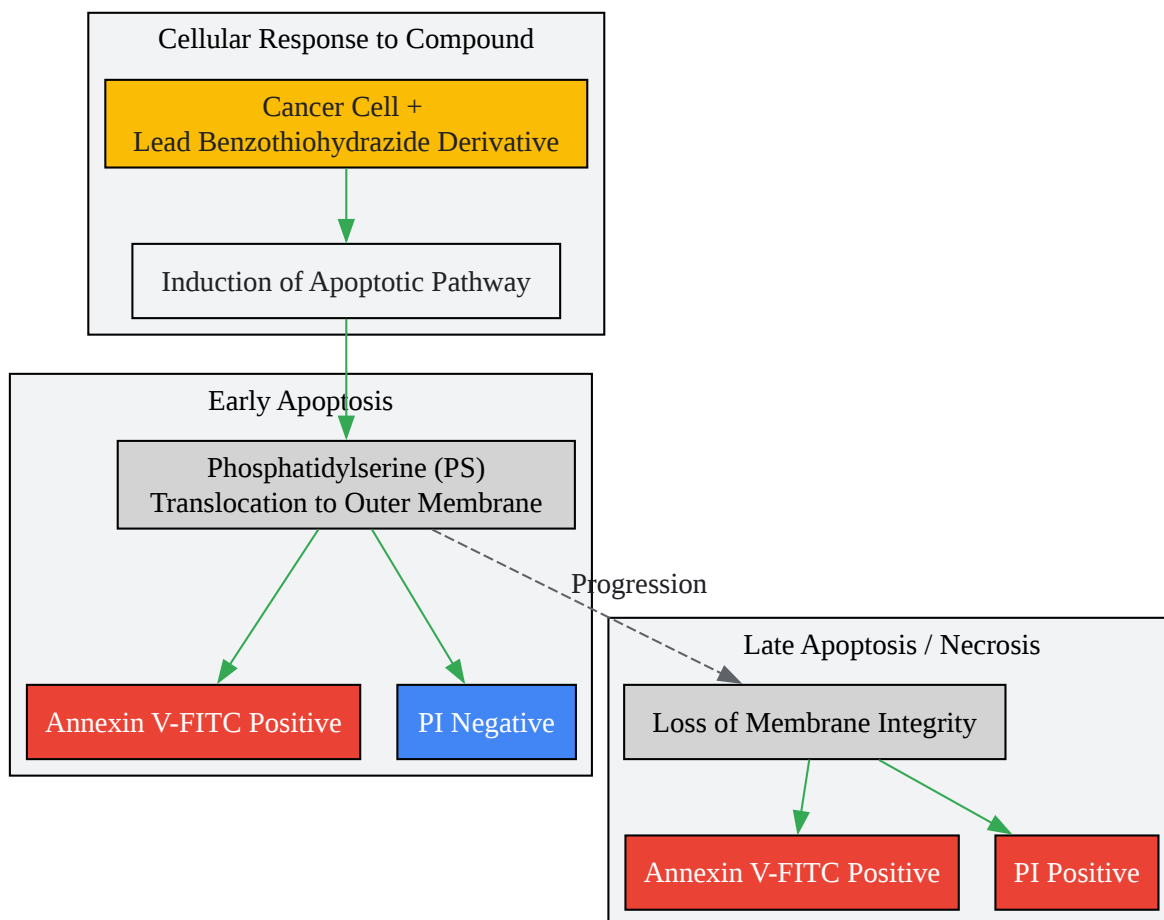 Cellular Response to Compound
Cancer Cell +
Lead Benzothiohydrazide Derivative
Induction of Apoptotic Pathway
Early Apoptosis
Phosphatidylserine (PS)
Translocation to Outer Membrane
Progression
Late Apoptosis / Necrosis
Annexin V-FITC Positive
PI Negative
Loss of Membrane Integrity
Annexin V-FITC Positive
PI Positive